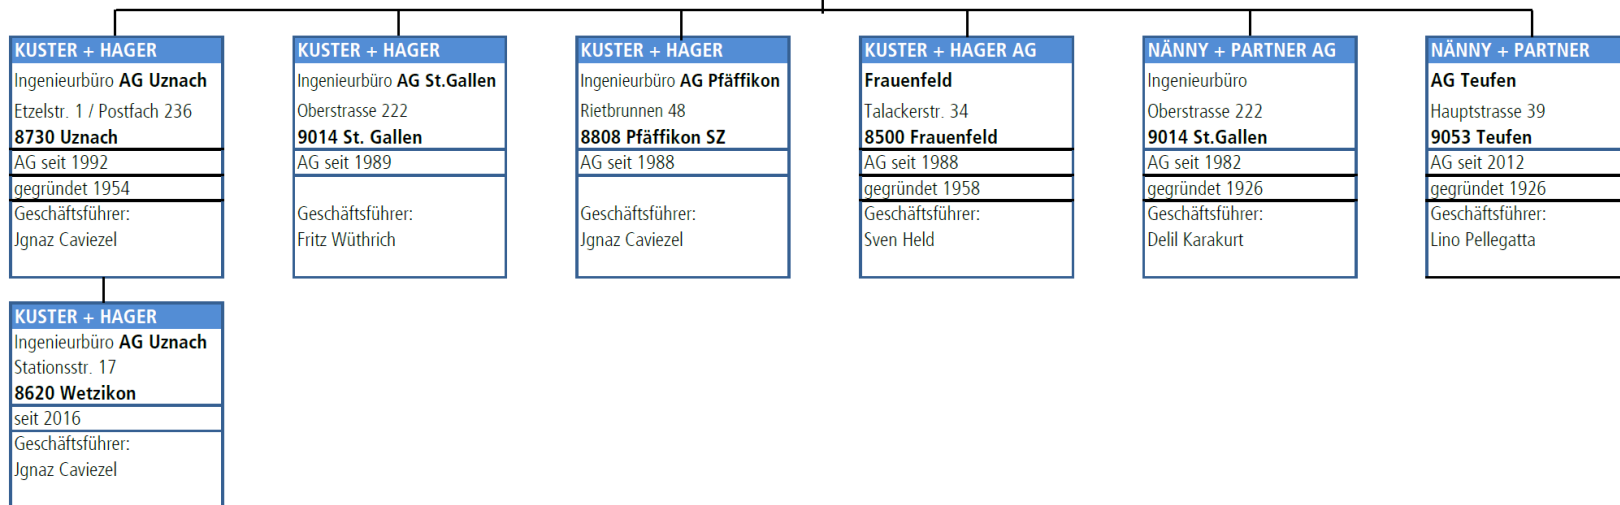 KUSTER + HAGER
Ingenieurbüro AG Uznach
Etzelstr. 1 / Postfach 236
8730 Uznach
AG seit 1992
gegründet 1954
Geschäftsführer:
Jgnaz Caviezel
KUSTER + HAGER
Ingenieurbüro AG St.Gallen
Oberstrasse 222
9014 St. Gallen
AG seit 1989
Geschäftsführer:
Fritz Wüthrich
KUSTER + HAGER
Ingenieurbüro AG Pfäffikon
Rietbrunnen 48
8808 Pfäffikon SZ
AG seit 1988
Geschäftsführer:
Jgnaz Caviezel
KUSTER + HAGER AG
Frauenfeld
Talackerstr. 34
8500 Frauenfeld
AG seit 1988
gegründet 1958
Geschäftsführer:
Sven Held
NÄNNY + PARTNER AG
Ingenieurbüro
Oberstrasse 222
9014 St.Gallen
AG seit 1982
gegründet 1926
Geschäftsführer:
Delil Karakurt
NÄNNY + PARTNER
AG Teufen
Hauptstrasse 39
9053 Teufen
AG seit 2012
gegründet 1926
Geschäftsführer:
Lino Pellegatta
KUSTER + HAGER
Ingenieurbüro AG Uznach
Stationsstr. 17
8620 Wetzikon
seit 2016
Geschäftsführer:
Jgnaz Caviezel